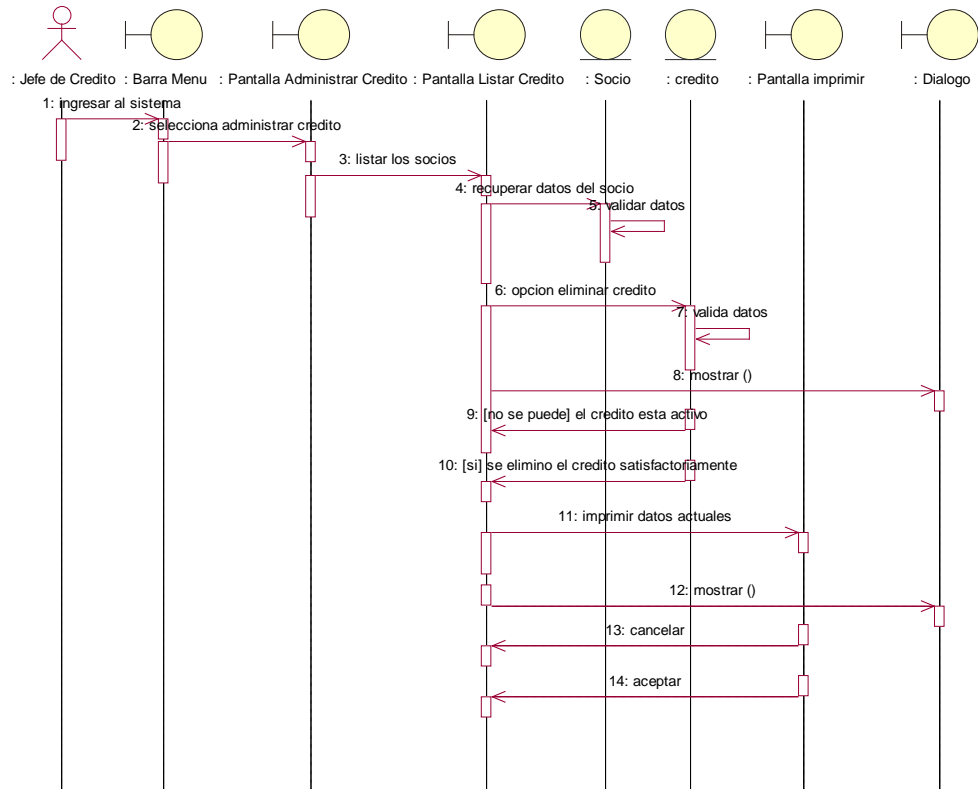 : Jefe de Credito : Barra Menu : Pantalla Administrar Credito : Pantalla Listar Credito : Socio : credito : Pantalla imprimir : Dialogo
1: ingresar al sistema
2: selecciona administrar credito
3: listar los socios
4: recuperar datos del socio
5: validar datos
6: opcion eliminar credito
7: valida datos
8: mostrar ()
9: [no se puede] el credito esta activo
10: [si] se elimino el credito satisfactoriamente
11: imprimir datos actuales
12: mostrar ()
13: cancelar
14: aceptar